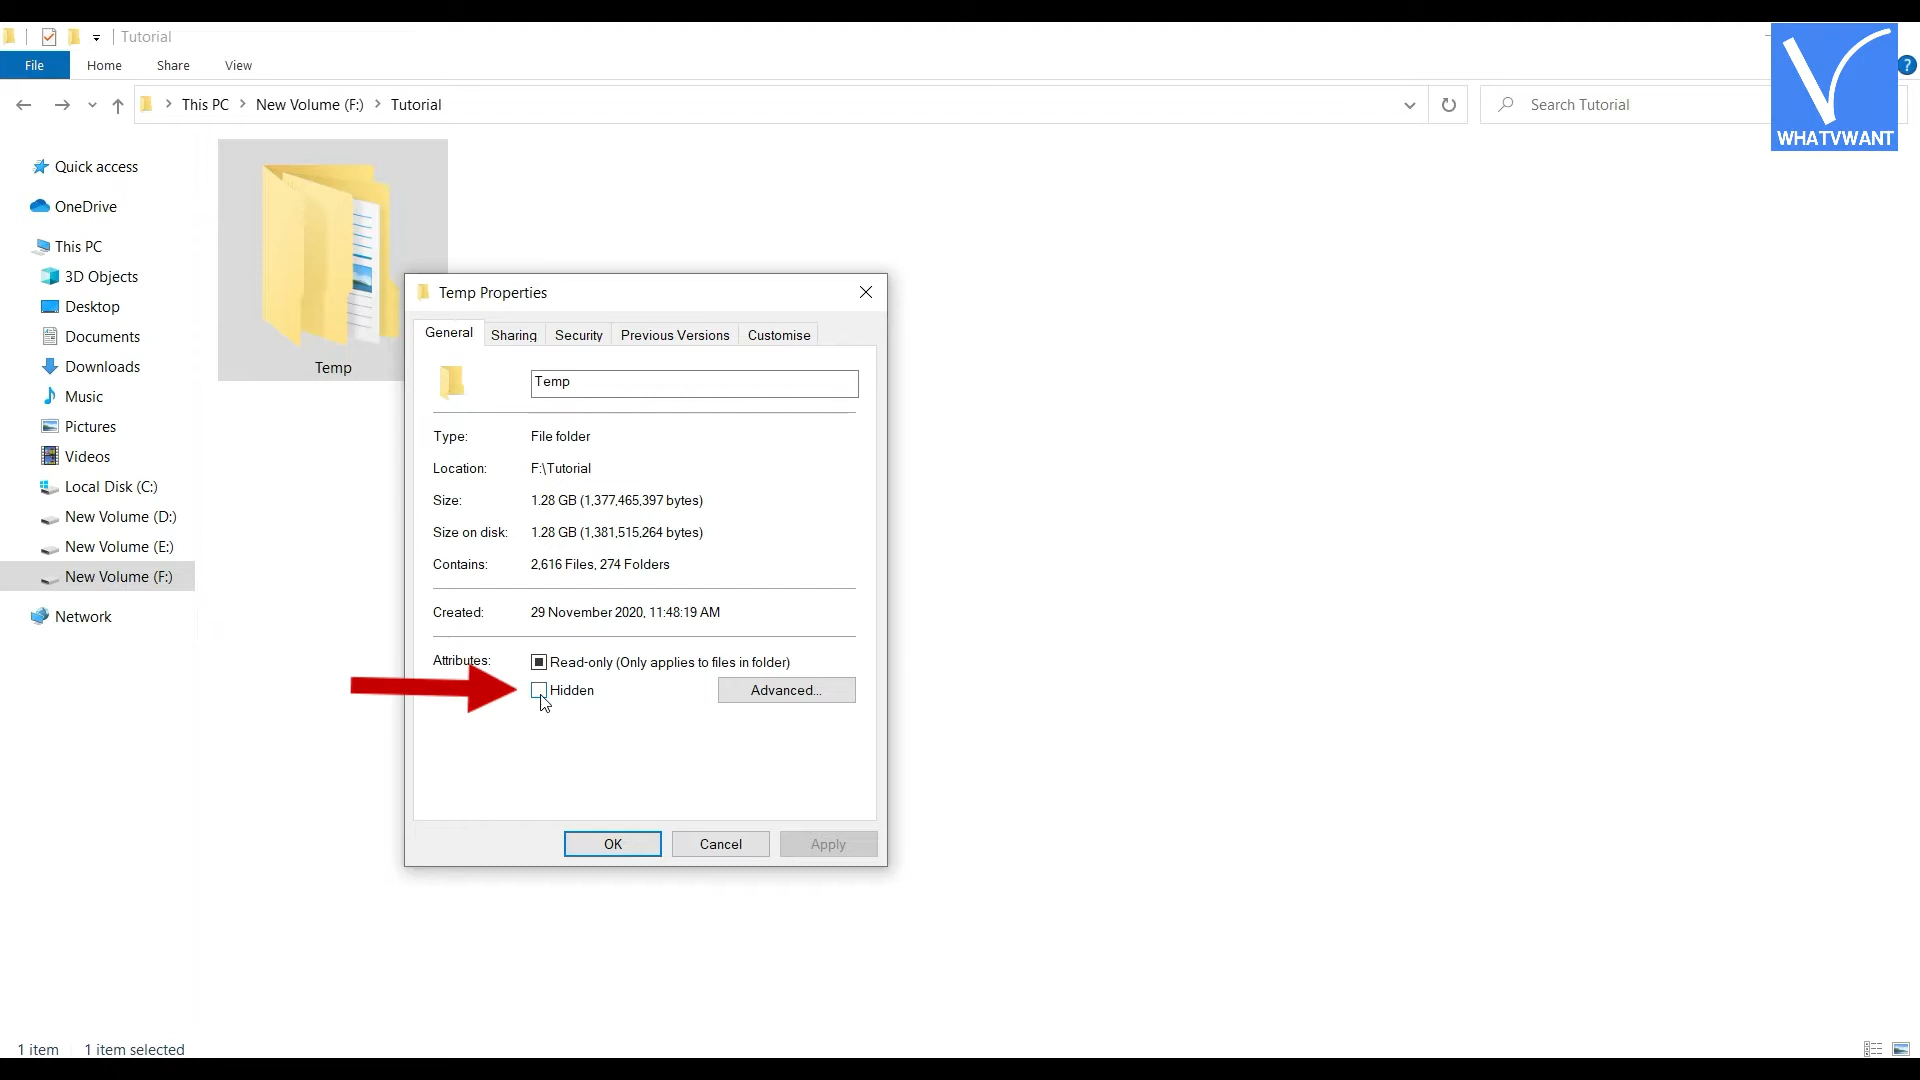 Tutorial
File Home Share View
This PC New Volume (F:) Tutorial
Search Tutorial
?
WHATVWANT
Quick access
OneDrive
This PC
3D Objects
Desktop
Documents
Downloads
Music
Pictures
Videos
Local Disk (C:)
New Volume (D:)
New Volume (E:)
New Volume (F:)
Network
Temp
Temp Properties
General Sharing Security Previous Versions Customise
Temp
Type: File folder
Location: F:\Tutorial
Size: 1.28 GB (1,377,465,397 bytes)
Size on disk: 1.28 GB (1,381,515,264 bytes)
Contains: 2,616 Files, 274 Folders
Created: 29 November 2020, 11:48:19 AM
Attributes: Read-only (Only applies to files in folder)
Hidden Advanced...
OK Cancel Apply
1 item 1 item selected